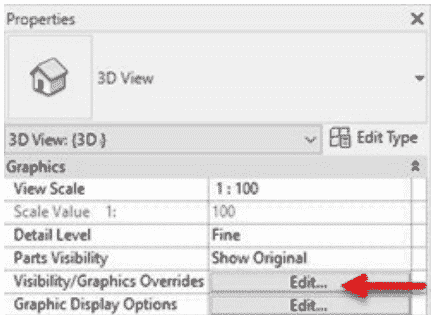 Properties
3D View
3D View: {3D }
Edit Type
Graphics
View Scale 1 : 100
Scale Value 1: 100
Detail Level Fine
Parts Visibility Show Original
Visibility/Graphics Overrides Edit...
Graphic Display Options Edit...